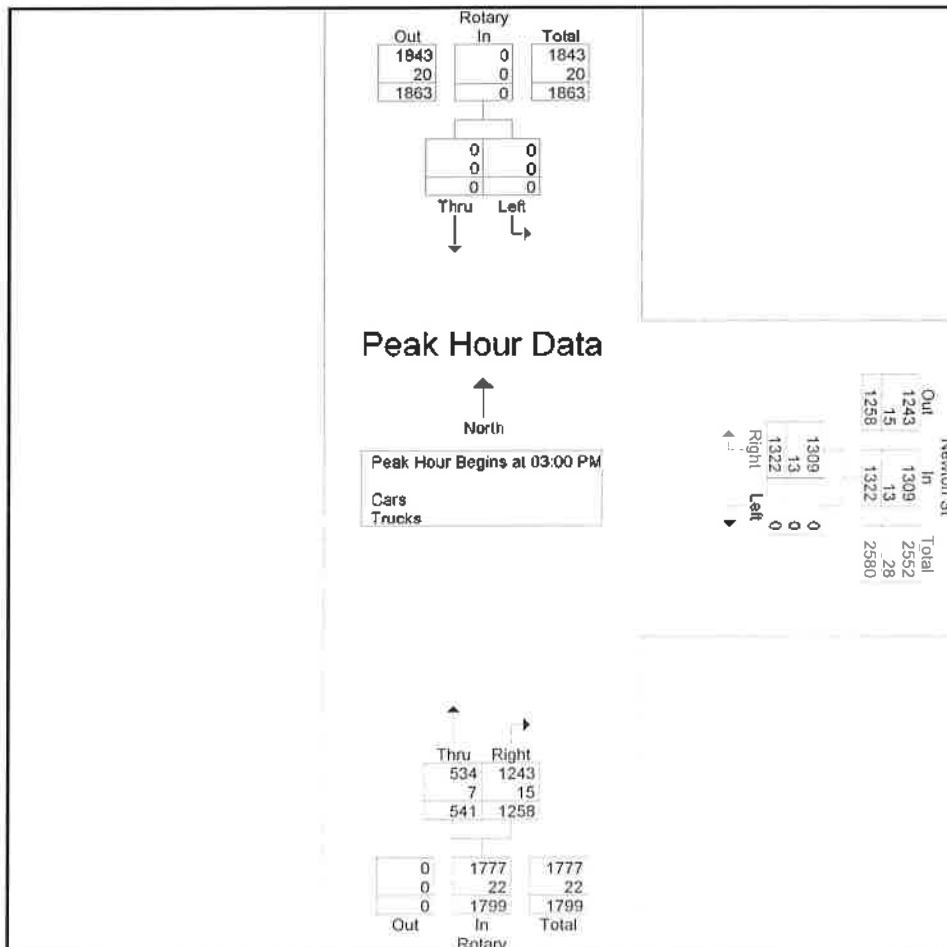 Rotary
Out In Total
1843 0 1843
20 0 20
1863 0 1863
0 0
0 0
0 0
Thru Left
Peak Hour Data
North
Peak Hour Begins at 03:00 PM
Cars
Trucks
Right Left
1309 0
13 0
1322 0
Out In Total
1243 1309 2552
15 13 28
1258 1322 2580
Thru Right
534 1243
7 15
541 1258
0 1777 1777
0 22 22
0 1799 1799
Out In Total
Rotary